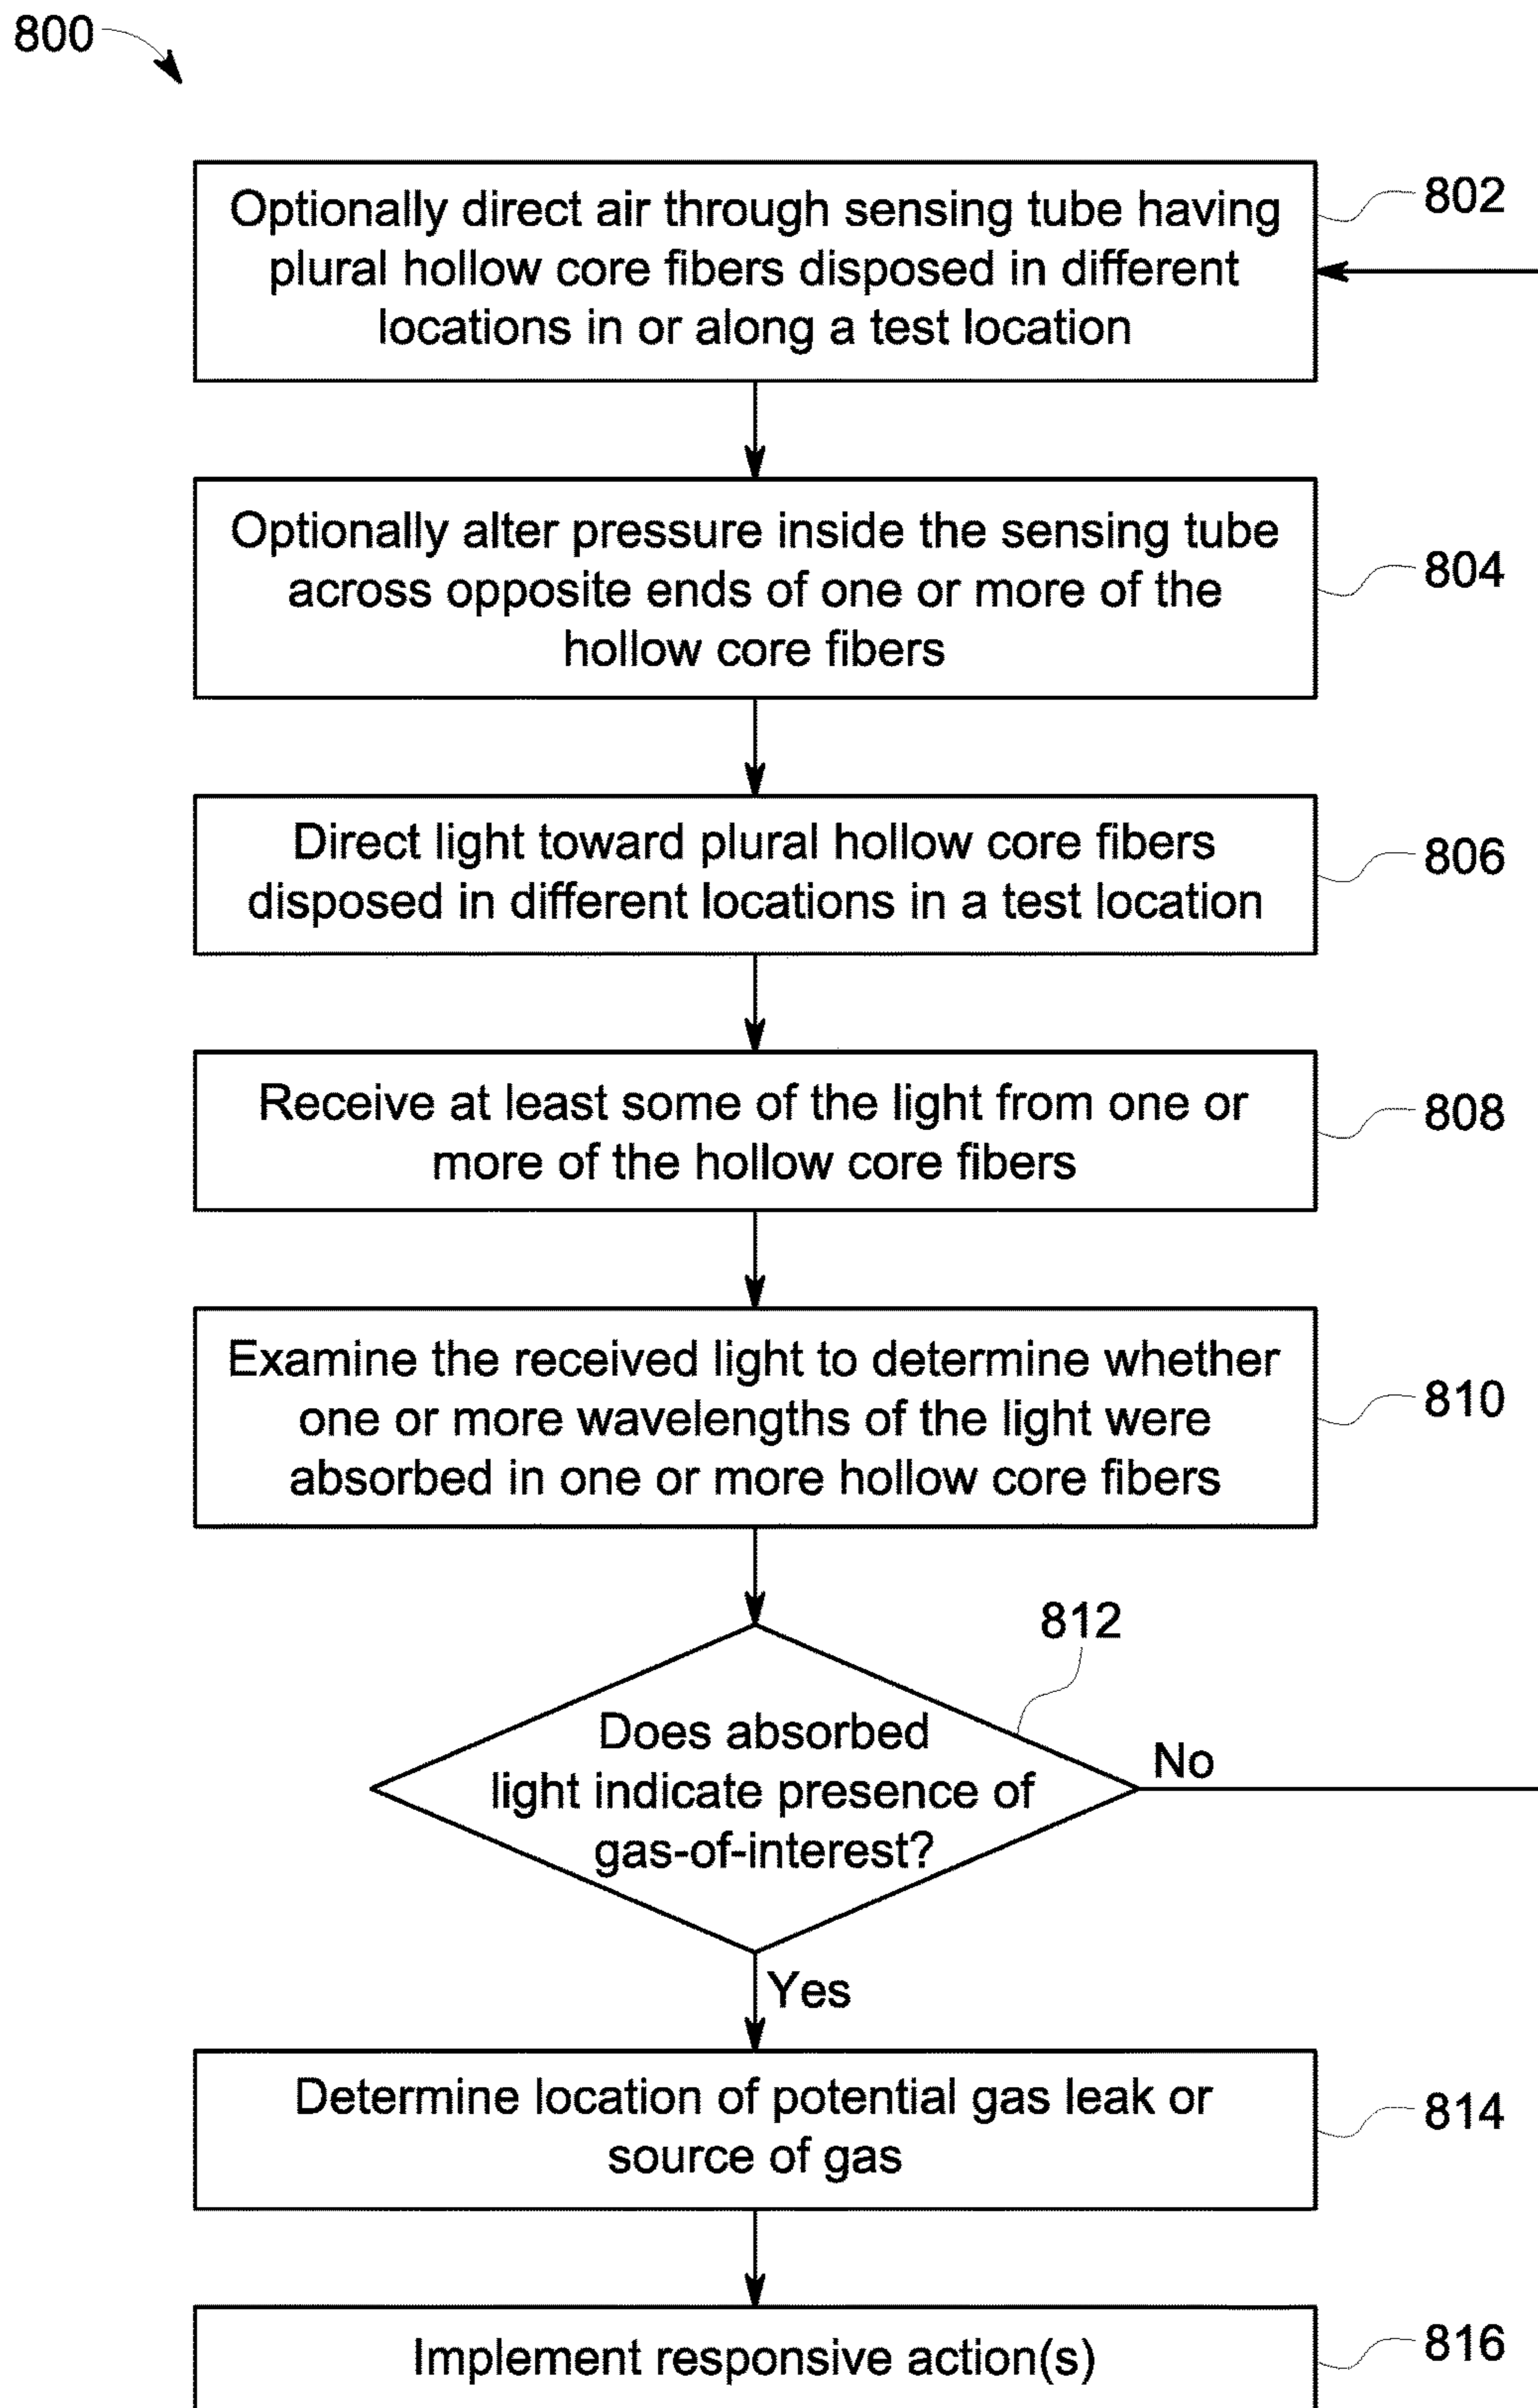 800
Optionally direct air through sensing tube having
plural hollow core fibers disposed in different
locations in or along a test location
802
Optionally alter pressure inside the sensing tube
across opposite ends of one or more of the
hollow core fibers
804
Direct light toward plural hollow core fibers
disposed in different locations in a test location
806
Receive at least some of the light from one or
more of the hollow core fibers
808
Examine the received light to determine whether
one or more wavelengths of the light were
absorbed in one or more hollow core fibers
810
812
Does absorbed
light indicate presence of
gas-of-interest?
No
Yes
Determine location of potential gas leak or
source of gas
814
Implement responsive action(s)
816